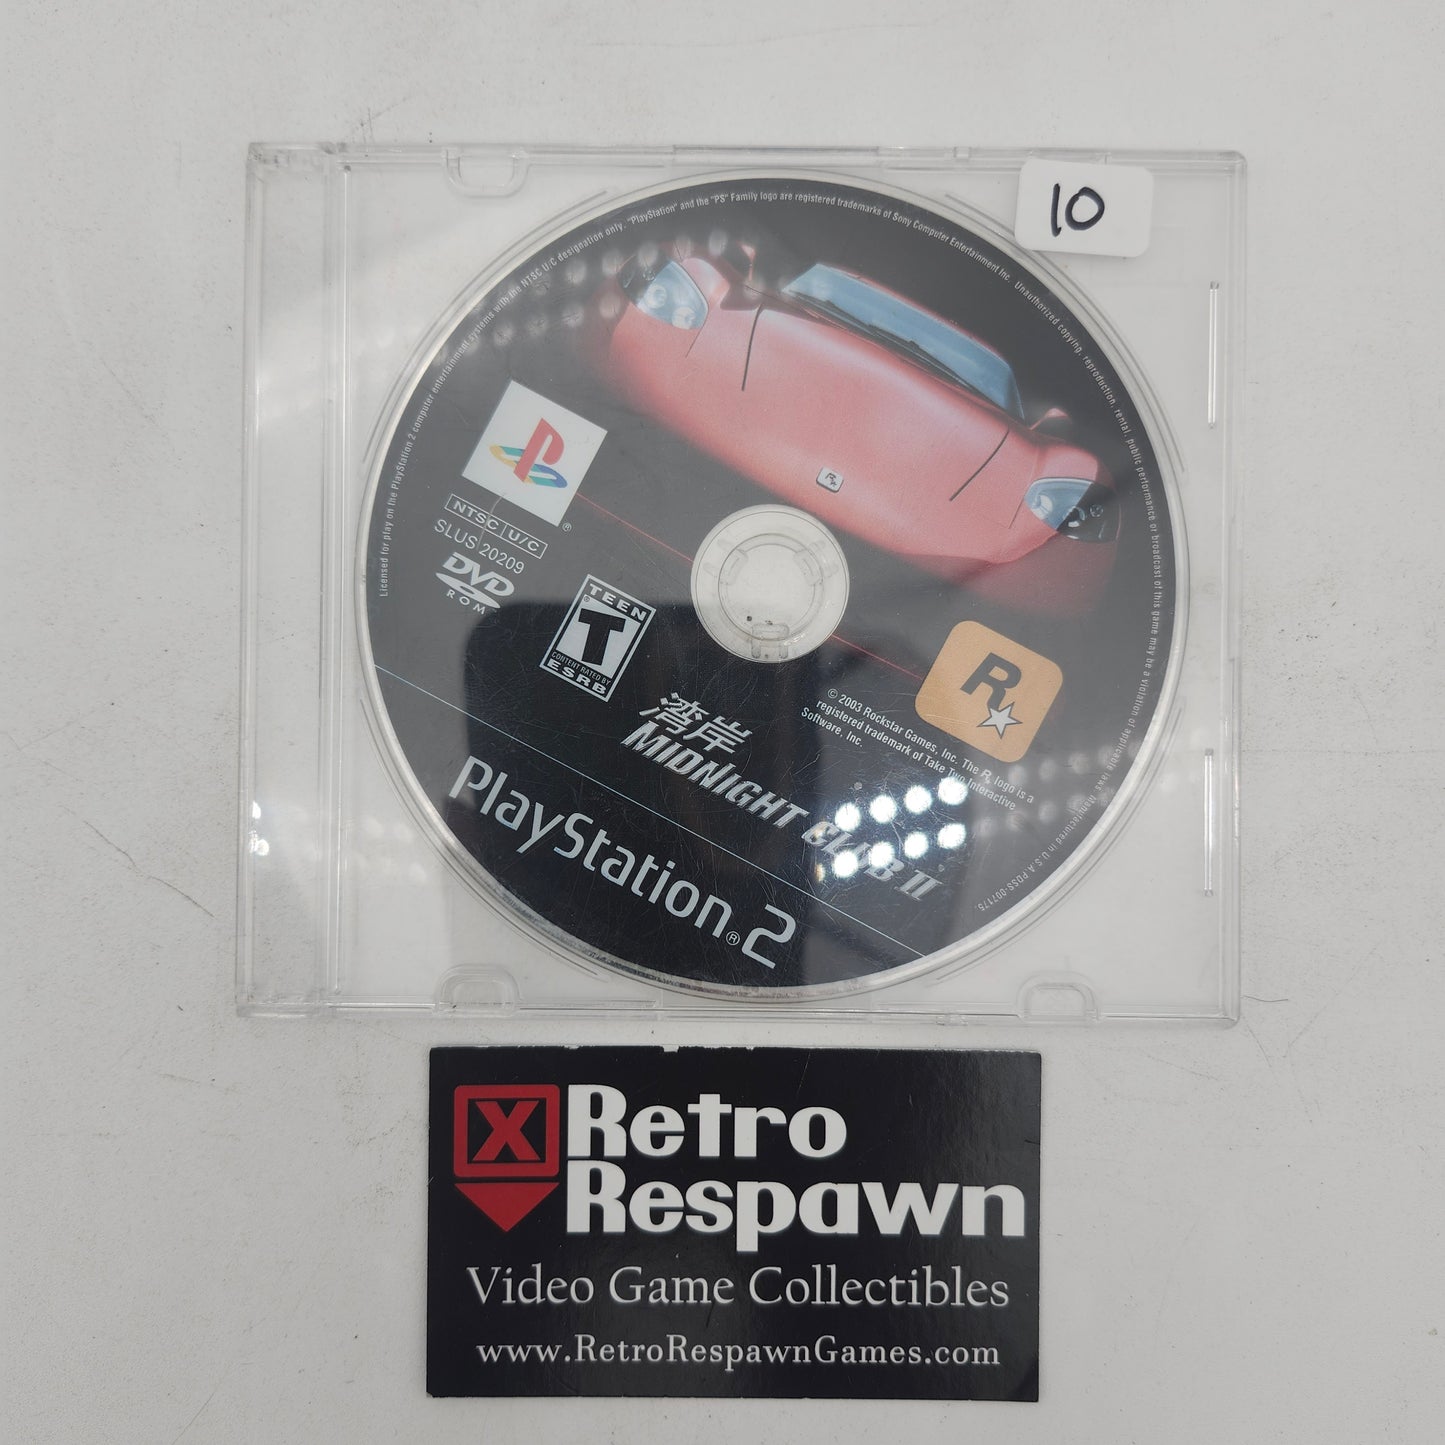 10
Licensed for play on the PlayStation 2 computer entertainment systems with the NTSC U/C designation only. "PlayStation" and the "PS" Family logo are registered trademarks of Sony Computer Entertainment Inc. Unauthorized copying, reproduction, rental, public performance or broadcast of this game may be a violation of applicable laws. Manufactured in U.S.A PDSS-007175.
R
®
NTSC U/C
SLUS 20209
DVD
ROM
TEEN
T
CONTENT RATED BY
ESRB
R
© 2003 Rockstar Games, Inc. The R logo is a
registered trademark of Take Two Interactive
Software, Inc.
湾岸
MIDNIGHT CLUB II
PlayStation®2
X Retro
Respawn
Video Game Collectibles
www.RetroRespawnGames.com